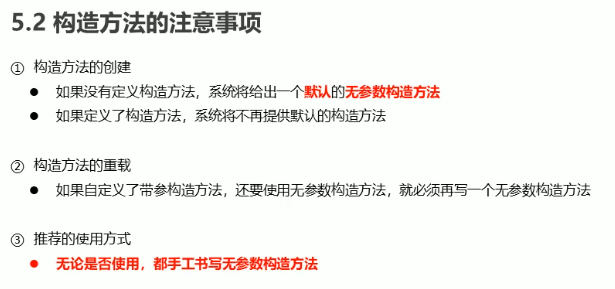 5.2 构造方法的注意事项
① 构造方法的创建
● 如果没有定义构造方法，系统将给出一个默认的无参数构造方法
● 如果定义了构造方法，系统将不再提供默认的构造方法
② 构造方法的重载
● 如果自定义了带参构造方法，还要使用无参数构造方法，就必须再写一个无参数构造方法
③ 推荐的使用方式
● 无论是否使用，都手工书写无参数构造方法